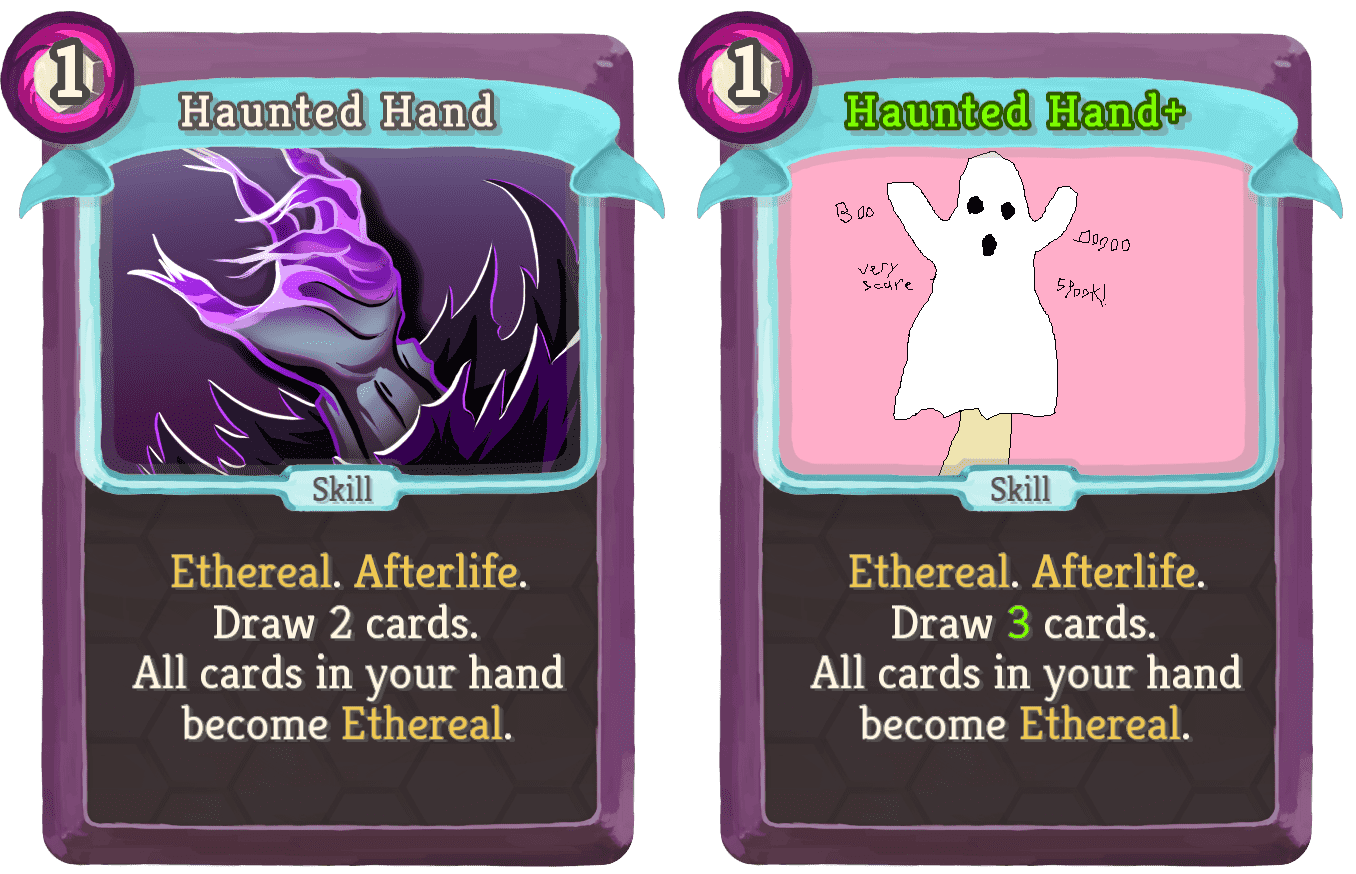 1
Haunted Hand
Skill
Ethereal. Afterlife.
Draw 2 cards.
All cards in your hand
become Ethereal.
1
Haunted Hand+
Boo
ooooo
very
scare
spook!
Skill
Ethereal. Afterlife.
Draw 3 cards.
All cards in your hand
become Ethereal.